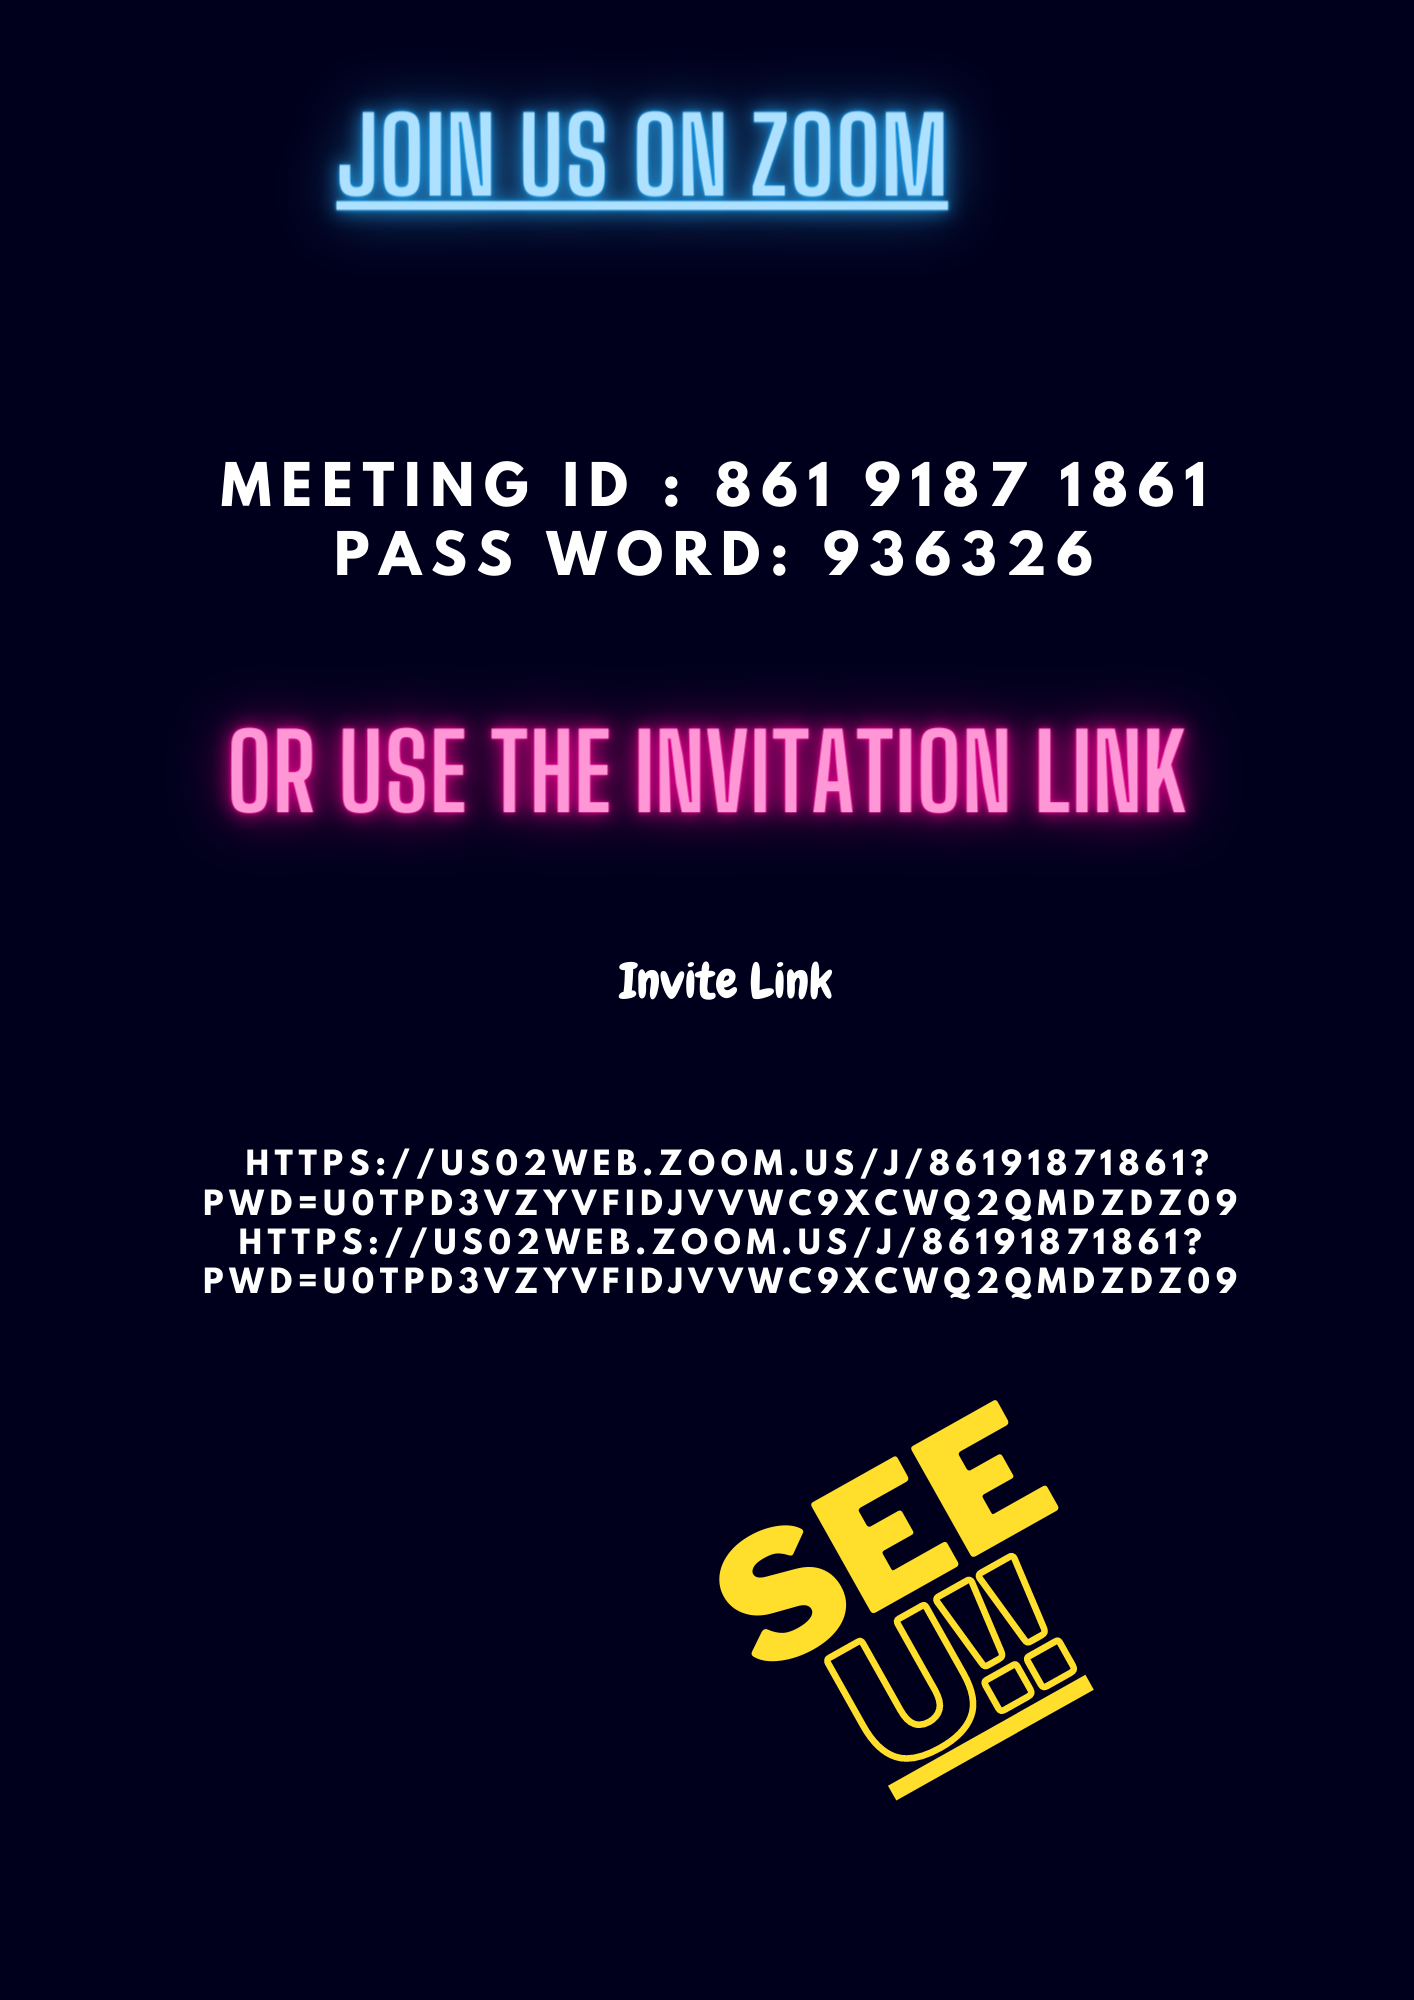 JOIN US ON ZOOM
MEETING ID : 861 9187 1861
PASS WORD: 936326
OR USE THE INVITATION LINK
Invite Link
HTTPS://US02WEB.ZOOM.US/J/86191871861?
PWD=U0TPD3VZYVFIDJVVWC9XCWQ2QMDZDZ09
HTTPS://US02WEB.ZOOM.US/J/86191871861?
PWD=U0TPD3VZYVFIDJVVWC9XCWQ2QMDZDZ09
SEE
U!!